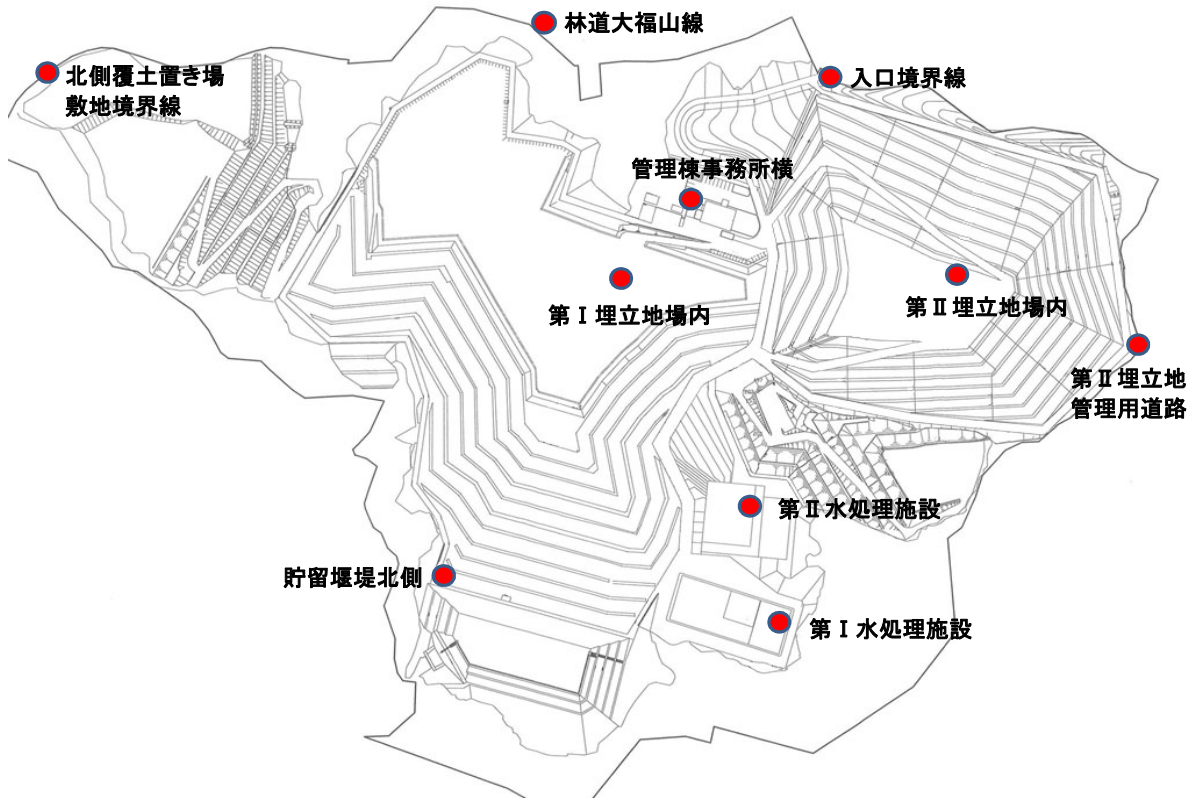 林道大福山線
北側覆土置き場
敷地境界線
入口境界線
管理棟事務所横
第Ⅰ埋立地場内
第Ⅱ埋立地場内
第Ⅱ埋立地
管理用道路
第Ⅱ水処理施設
貯留堰堤北側
第Ⅰ水処理施設